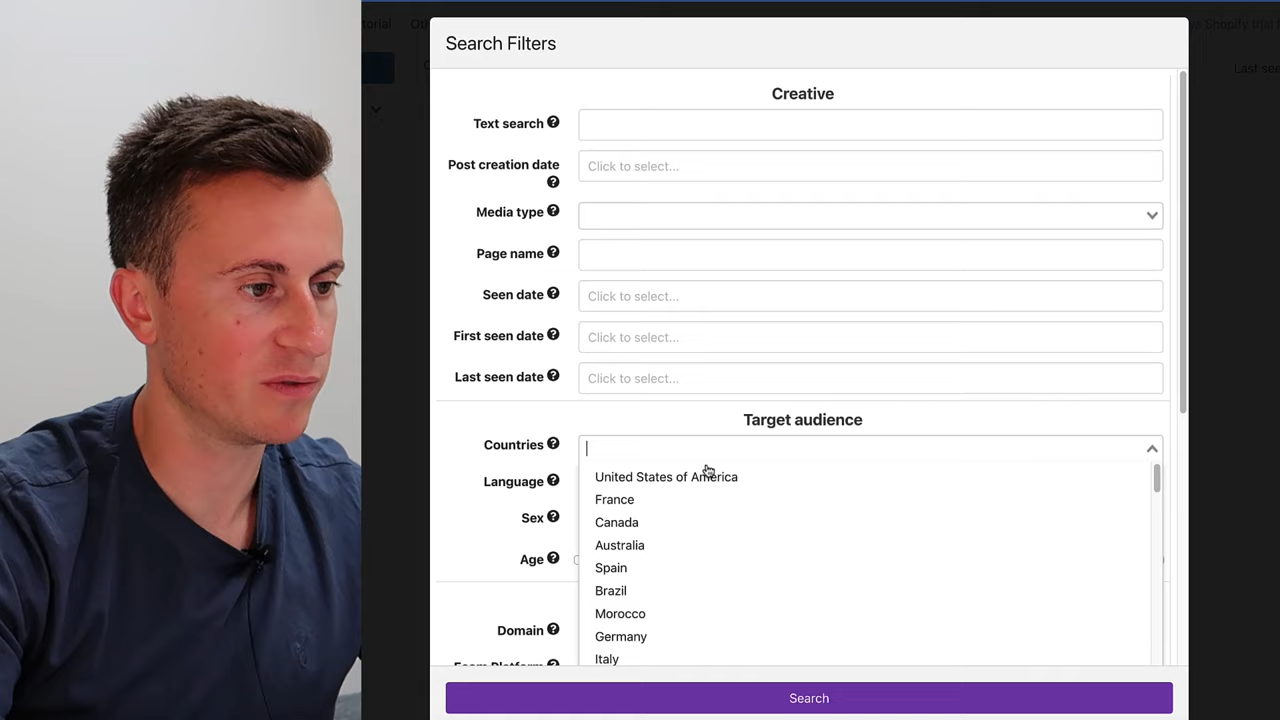 Search Filters
Creative
Text search
Post creation date
Click to select...
Media type
Page name
Seen date
Click to select...
First seen date
Click to select...
Last seen date
Click to select...
Target audience
Countries
Language
United States of America
France
Sex
Canada
Australia
Age
Spain
Brazil
Morocco
Domain
Germany
Italy
Search